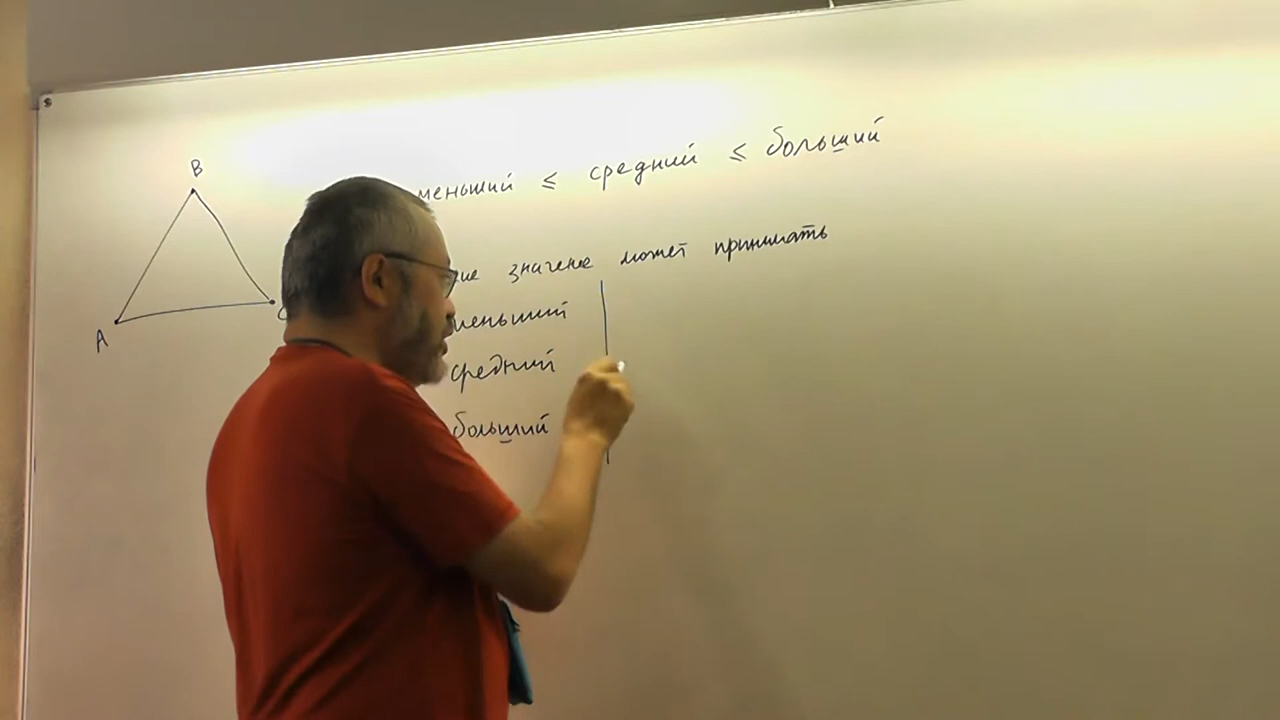 B
меньший ≤ средний ≤ больший
значение может принимать
A
меньший
средний
больший